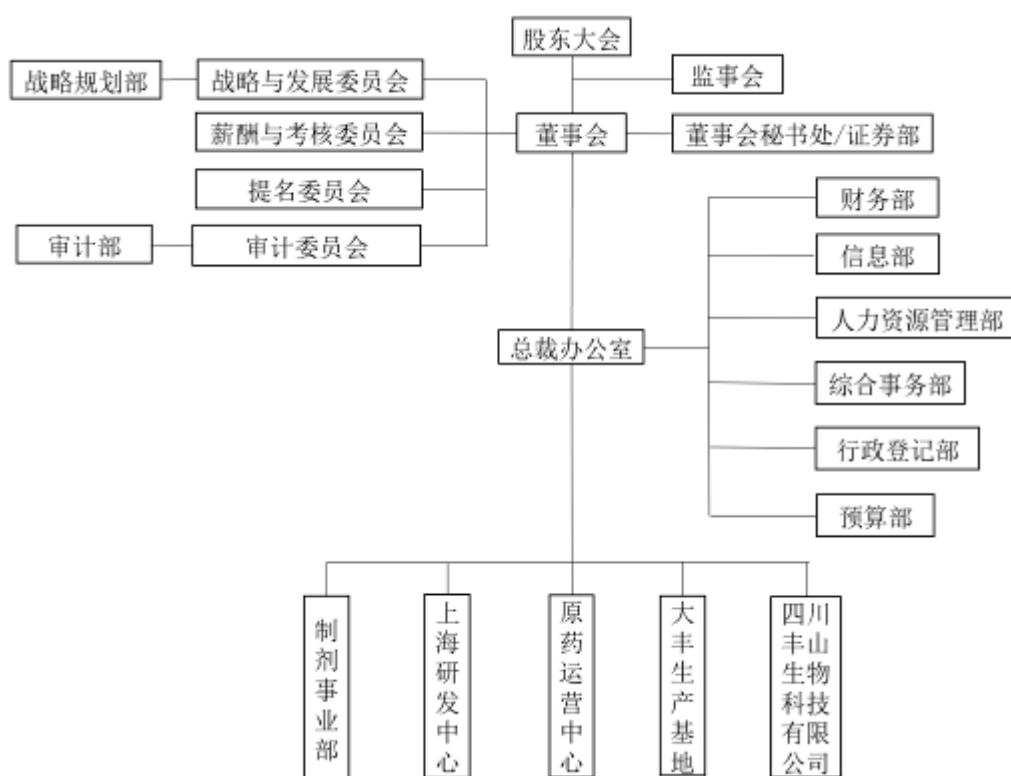 股东大会
战略规划部
战略与发展委员会
监事会
薪酬与考核委员会
董事会
董事会秘书处/证券部
提名委员会
财务部
审计部
审计委员会
信息部
人力资源管理部
总裁办公室
综合事务部
行政登记部
预算部
制剂事业部
上海研发中心
原药运营中心
大丰生产基地
四川
丰山
生物
科技
有限
公司